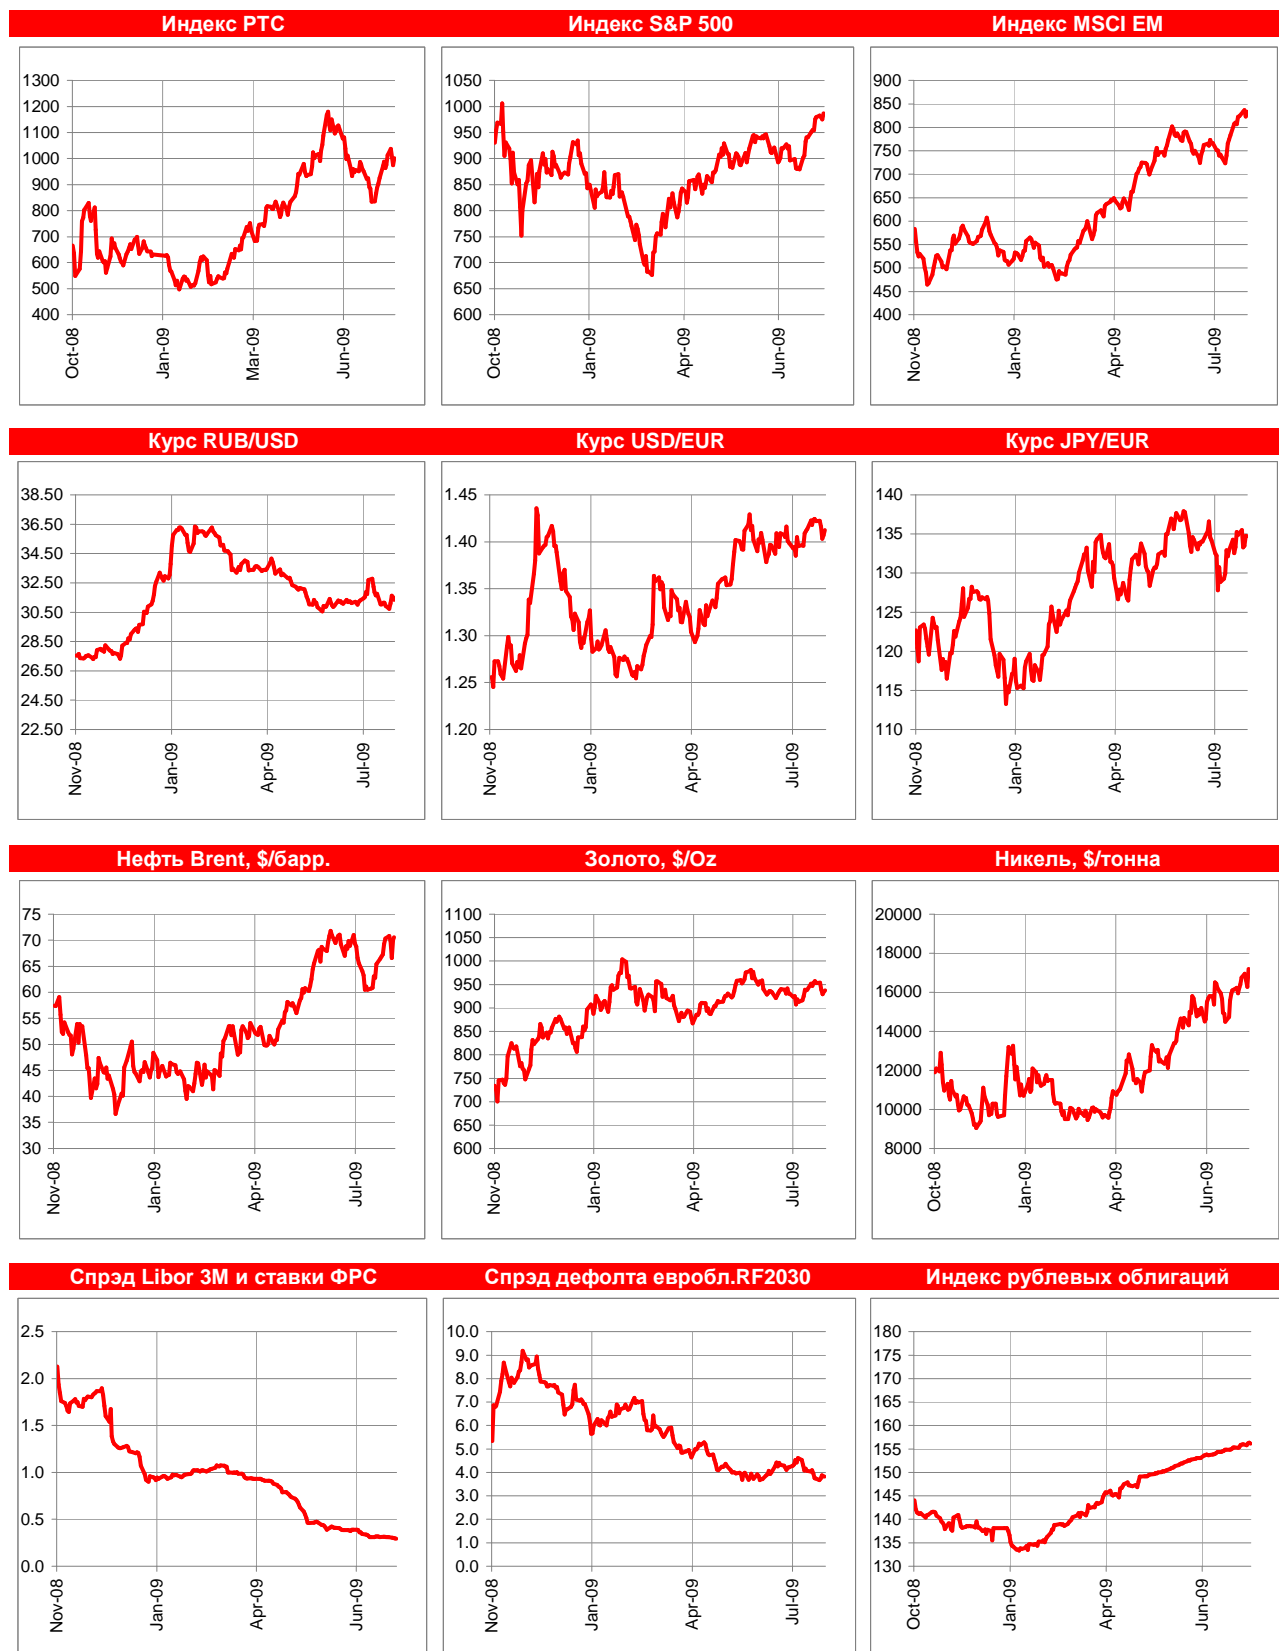 Индекс РТС
Индекс S&P 500
Индекс MSCI EM
1300
1200
1100
1000
900
800
700
600
500
400
Oct-08
Jan-09
Mar-09
Jun-09
1050
1000
950
900
850
800
750
700
650
600
Oct-08
Jan-09
Apr-09
Jul-09
900
850
800
750
700
650
600
550
500
450
400
Nov-08
Jan-09
Apr-09
Jul-09
Курс RUB/USD
Курс USD/EUR
Курс JPY/EUR
38.50
36.50
34.50
32.50
30.50
28.50
26.50
24.50
22.50
Nov-08
Jan-09
Apr-09
Jul-09
1.45
1.40
1.35
1.30
1.25
1.20
Nov-08
Jan-09
Apr-09
Jul-09
140
135
130
125
120
115
110
Nov-08
Jan-09
Apr-09
Jul-09
Нефть Brent, $/барр.
Золото, $/Oz
Никель, $/тонна
75
70
65
60
55
50
45
40
35
30
Nov-08
Jan-09
Apr-09
Jul-09
1100
1050
1000
950
900
850
800
750
700
650
600
Nov-08
Jan-09
Apr-09
Jul-09
20000
18000
16000
14000
12000
10000
8000
Oct-08
Jan-09
Apr-09
Jun-09
Спрэд Libor 3M и ставки ФРС
Спрэд дефолта евробл.RF2030
Индекс рублевых облигаций
2.5
2.0
1.5
1.0
0.5
0.0
Nov-08
Jan-09
Apr-09
Jun-09
10.0
9.0
8.0
7.0
6.0
5.0
4.0
3.0
2.0
1.0
0.0
Nov-08
Jan-09
Apr-09
Jul-09
180
175
170
165
160
155
150
145
140
135
130
Oct-08
Jan-09
Apr-09
Jun-09